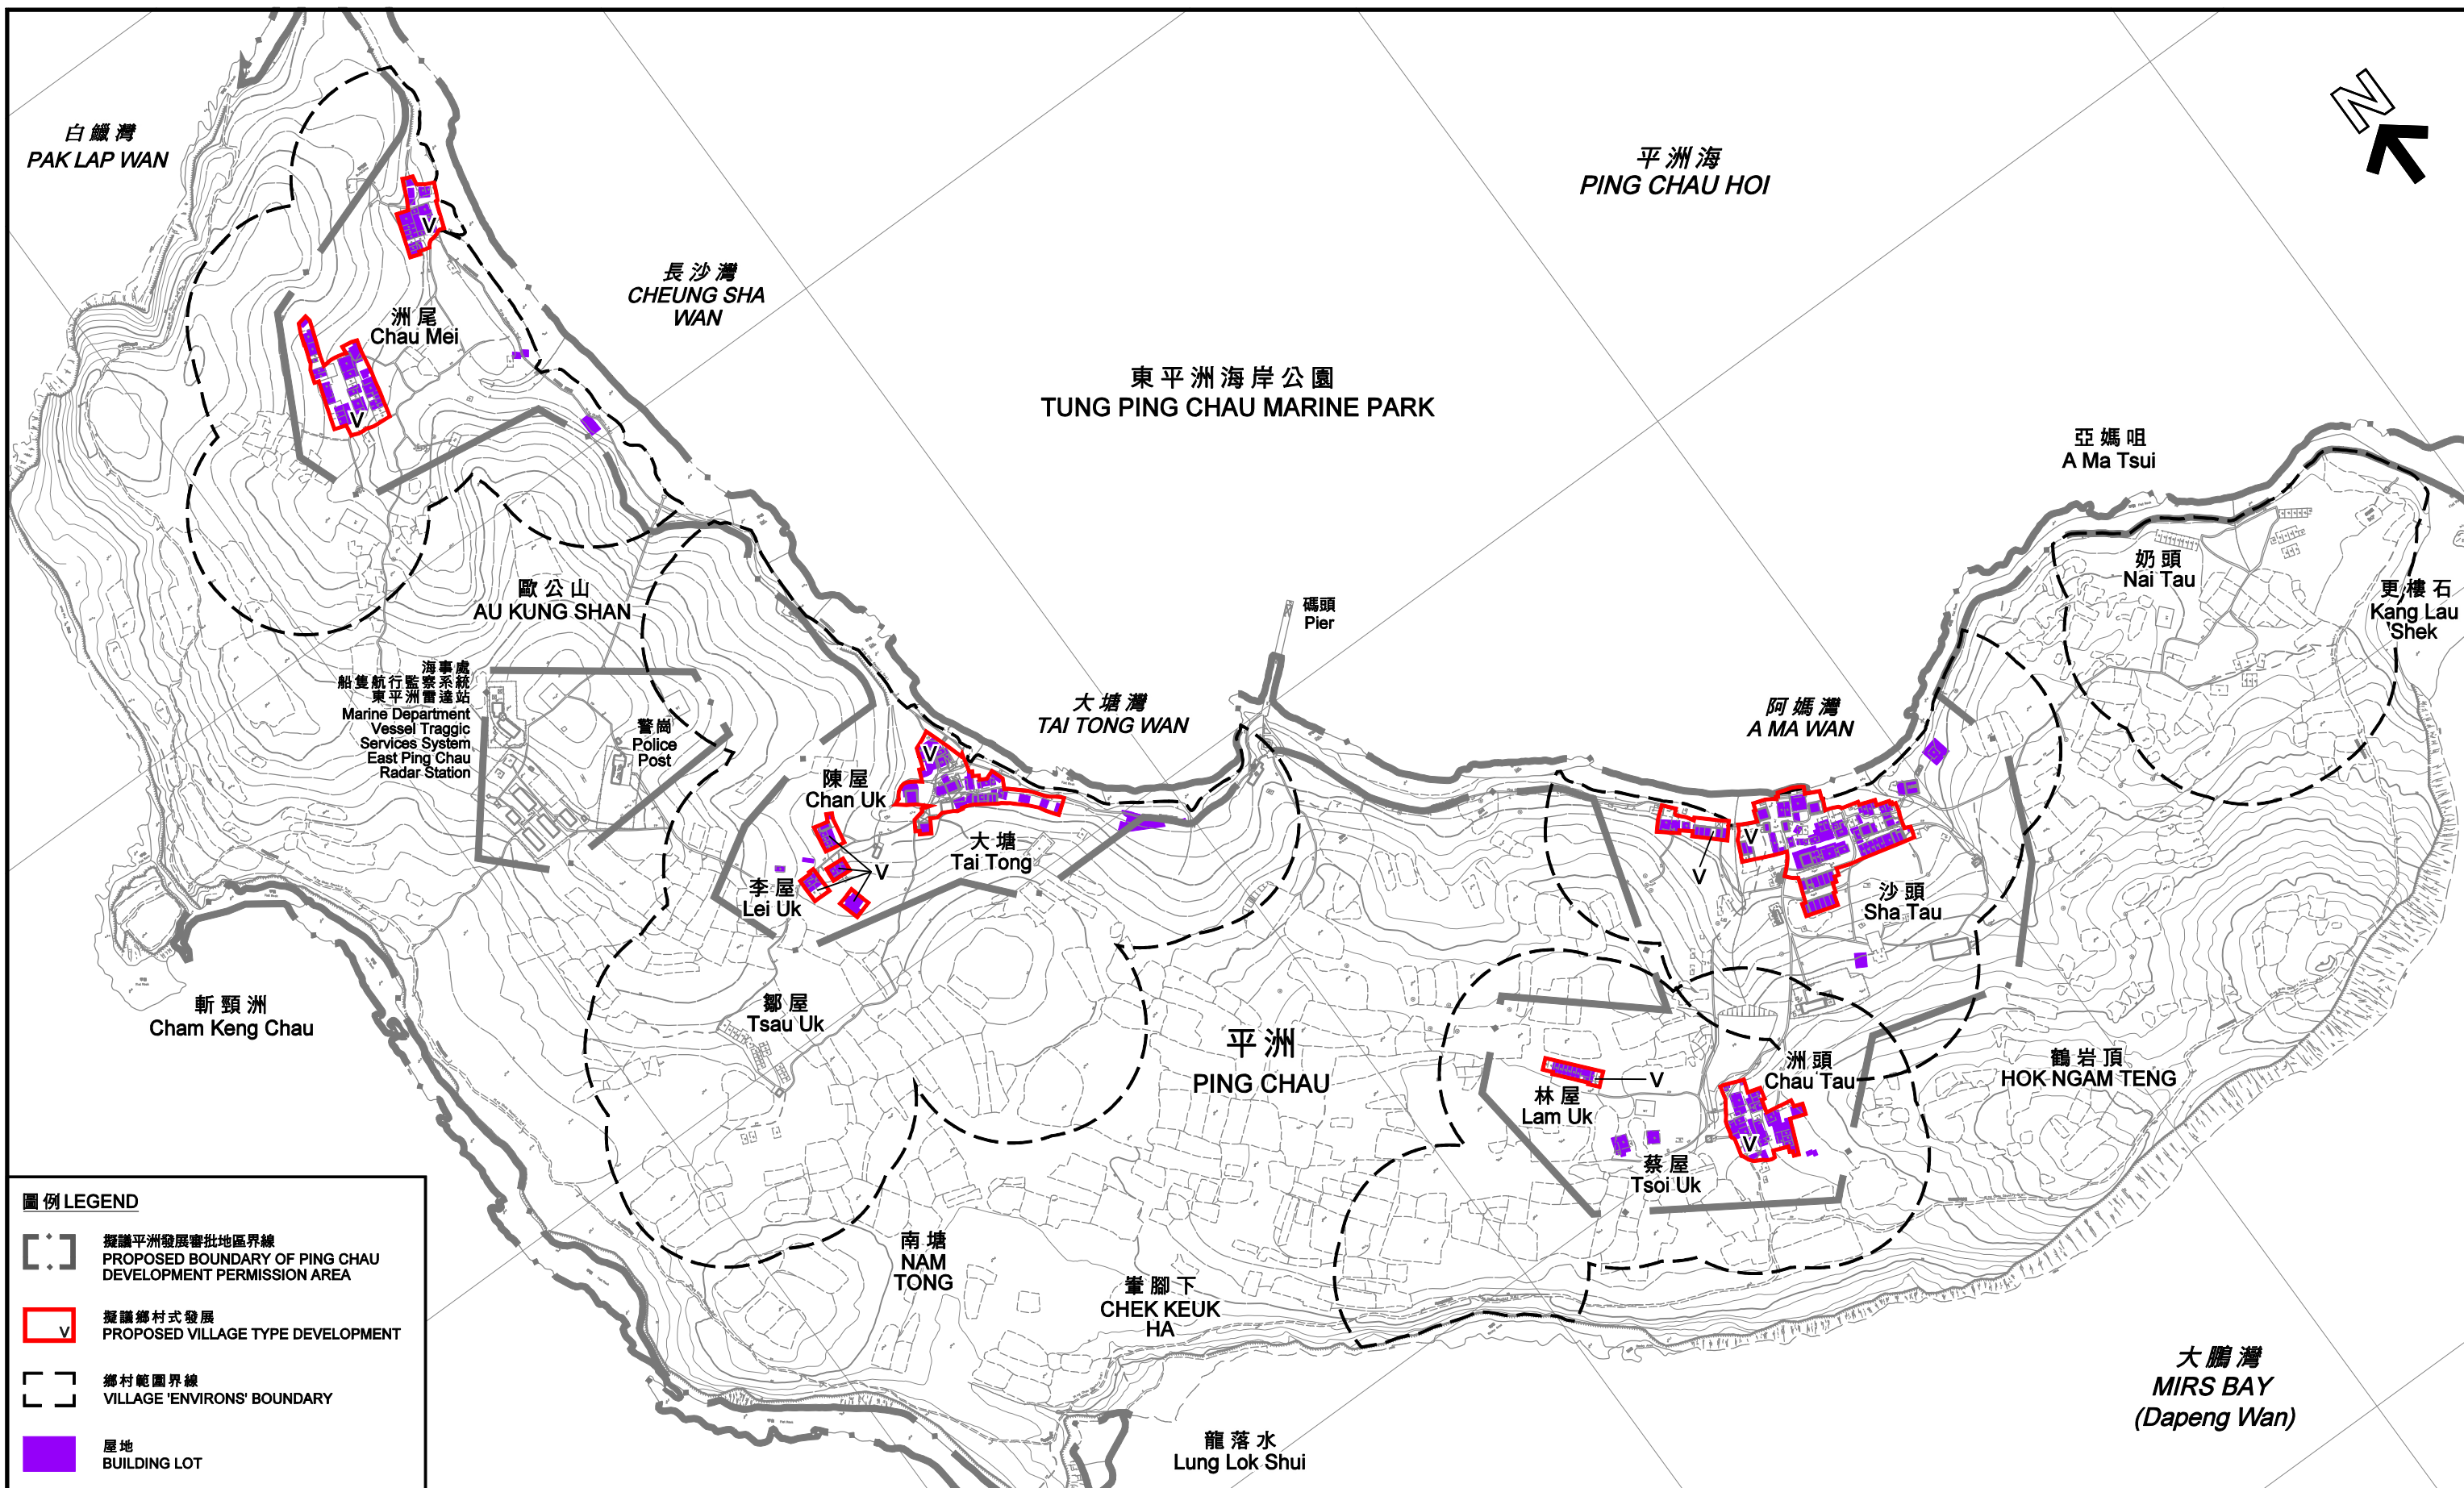 白鱲灣
PAK LAP WAN
平洲海
PING CHAU HOI
N
長沙灣
CHEUNG SHA
WAN
V
洲尾
Chau Mei
V
東平洲海岸公園
TUNG PING CHAU MARINE PARK
亞媽咀
A Ma Tsui
奶頭
Nai Tau
更樓石
Kang Lau
Shek
歐公山
AU KUNG SHAN
碼頭
Pier
海事處
船隻航行監察系統
東平洲雷達站
Marine Department
Vessel Traggic
Services System
East Ping Chau
Radar Station
警崗
Police
Post
大塘灣
TAI TONG WAN
阿媽灣
A MA WAN
V
陳屋
Chan Uk
大塘
Tai Tong
V
李屋
Lei Uk
V
V
沙頭
Sha Tau
斬頸洲
Cham Keng Chau
鄒屋
Tsau Uk
平洲
PING CHAU
V
林屋
Lam Uk
洲頭
Chau Tau
V
鶴岩頂
HOK NGAM TENG
蔡屋
Tsoi Uk
南塘
NAM
TONG
輋腳下
CHEK KEUK
HA
龍落水
Lung Lok Shui
大鵬灣
MIRS BAY
(Dapeng Wan)
圖例 LEGEND
擬議平洲發展審批地區界線
PROPOSED BOUNDARY OF PING CHAU
DEVELOPMENT PERMISSION AREA
V
擬議鄉村式發展
PROPOSED VILLAGE TYPE DEVELOPMENT
鄉村範圍界線
VILLAGE 'ENVIRONS' BOUNDARY
屋地
BUILDING LOT